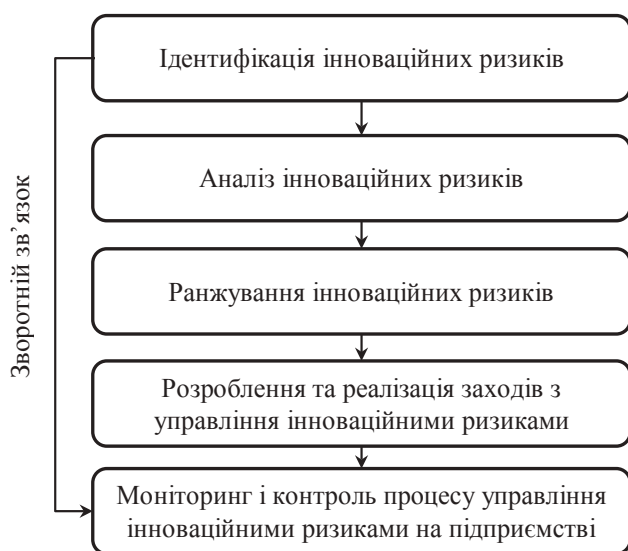 Ідентифікація інноваційних ризиків
Аналіз інноваційних ризиків
Ранжування інноваційних ризиків
Розроблення та реалізація заходів з
управління інноваційними ризиками
Моніторинг і контроль процесу управління
інноваційними ризиками на підприємстві
Зворотній зв’язок